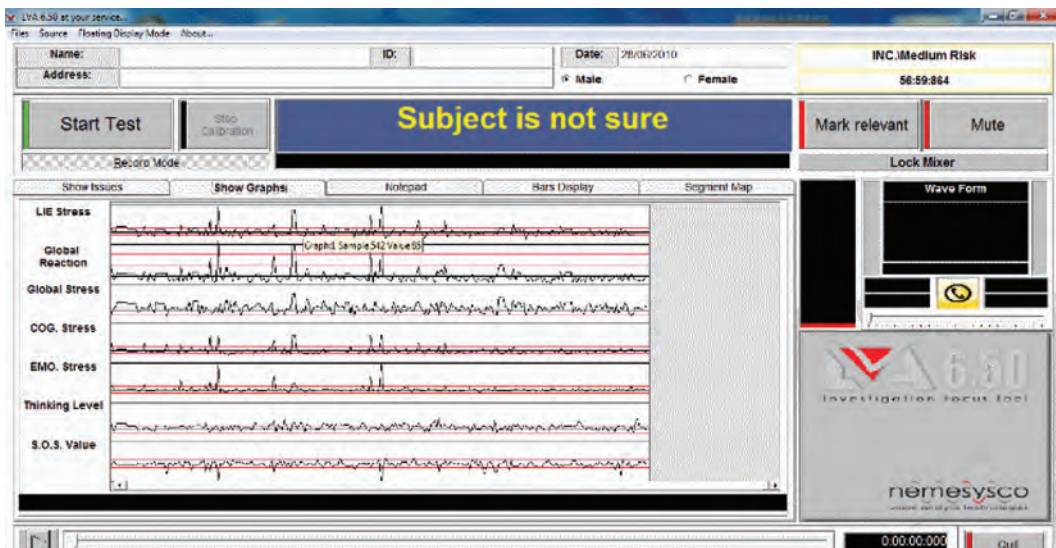 LVA 6.50 at your service...
Files Source Floating Display Mode About...
Name: ID: Date: 28/06/2010 INC.\Medium Risk
Address: Male Female 56:59:864
Start Test Stop Calibration Subject is not sure Mark relevant Mute
Record Mode Lock Mixer
Show Issues Show Graphs Notepad Bars Display Segment Map Wave Form
LIE Stress
Graph:1 Sample:542 Value:85
Global
Reaction
Global Stress
COG. Stress
EMO. Stress
Thinking Level
S.O.S. Value
LVA 6.50
investigation focus tool
nemesysco
voice analysis technologies
0:00:00:000 Quit